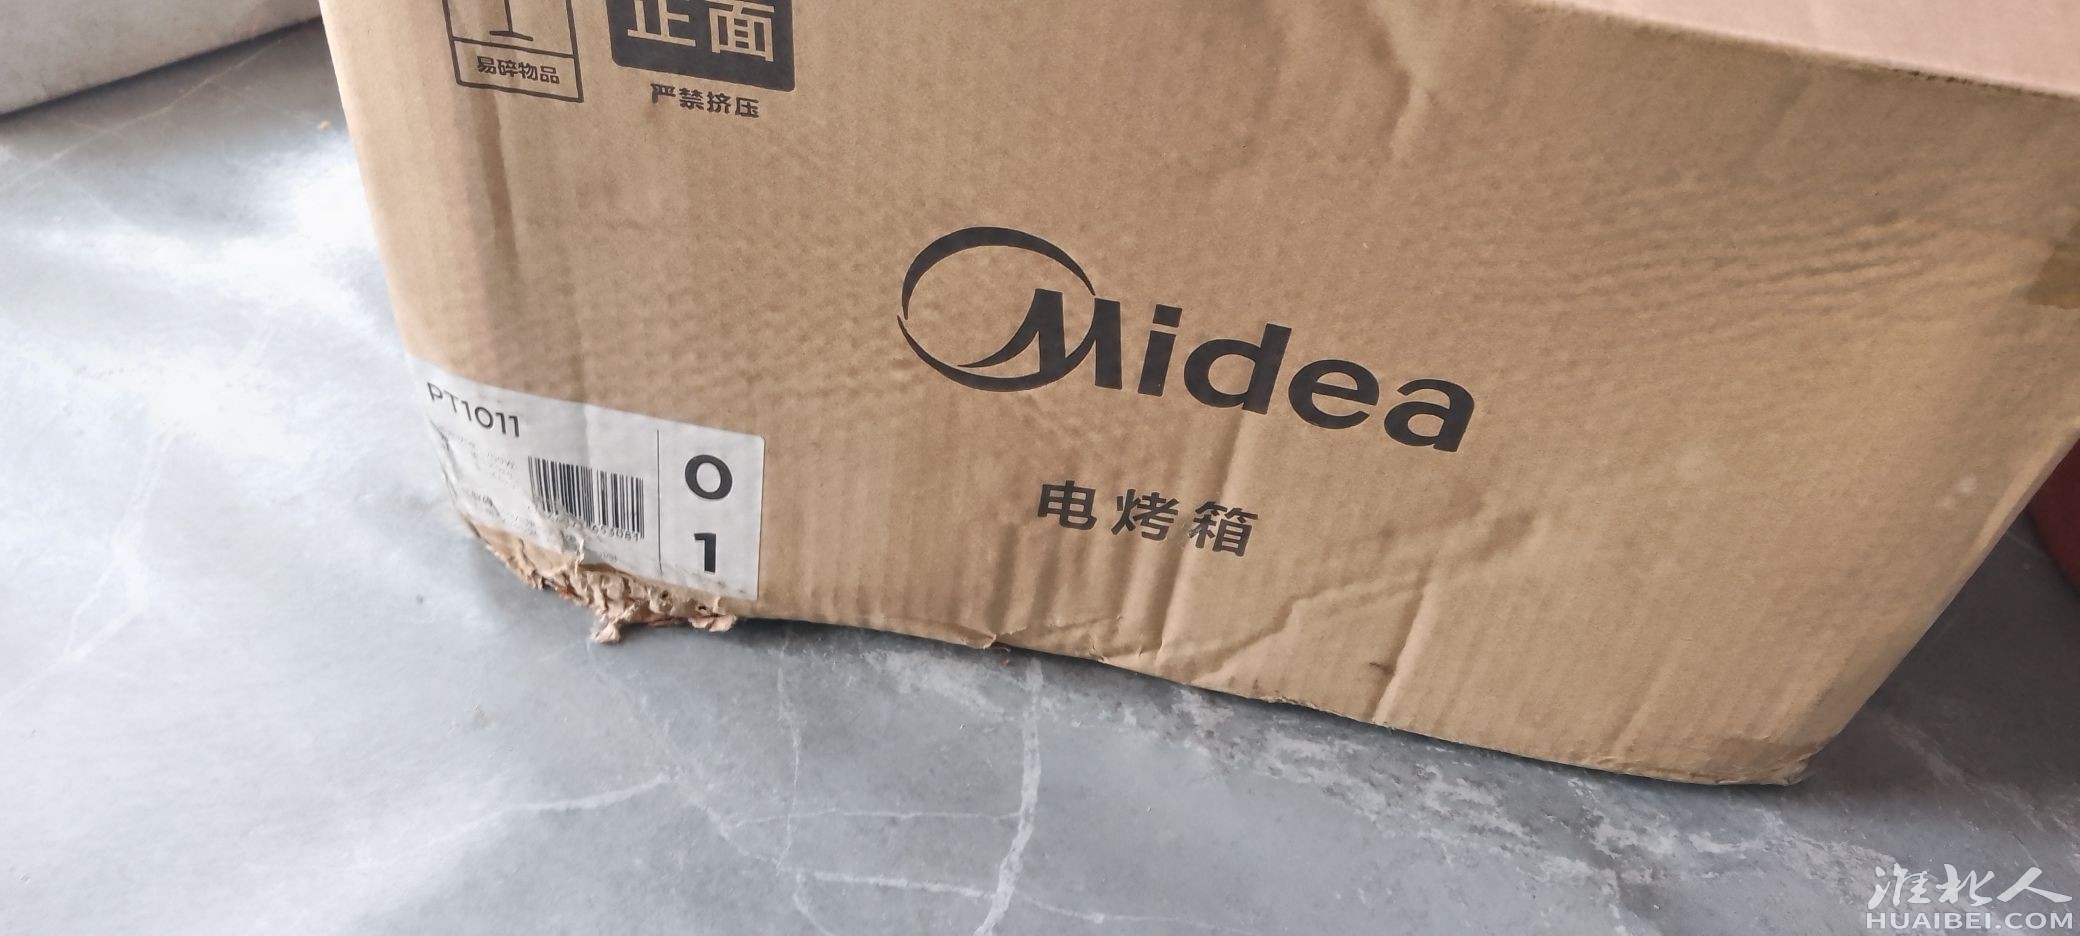 正面
易碎物品
严禁挤压
Midea
电烤箱
PT1011
0
1
淮北人
HUAIBEI.COM